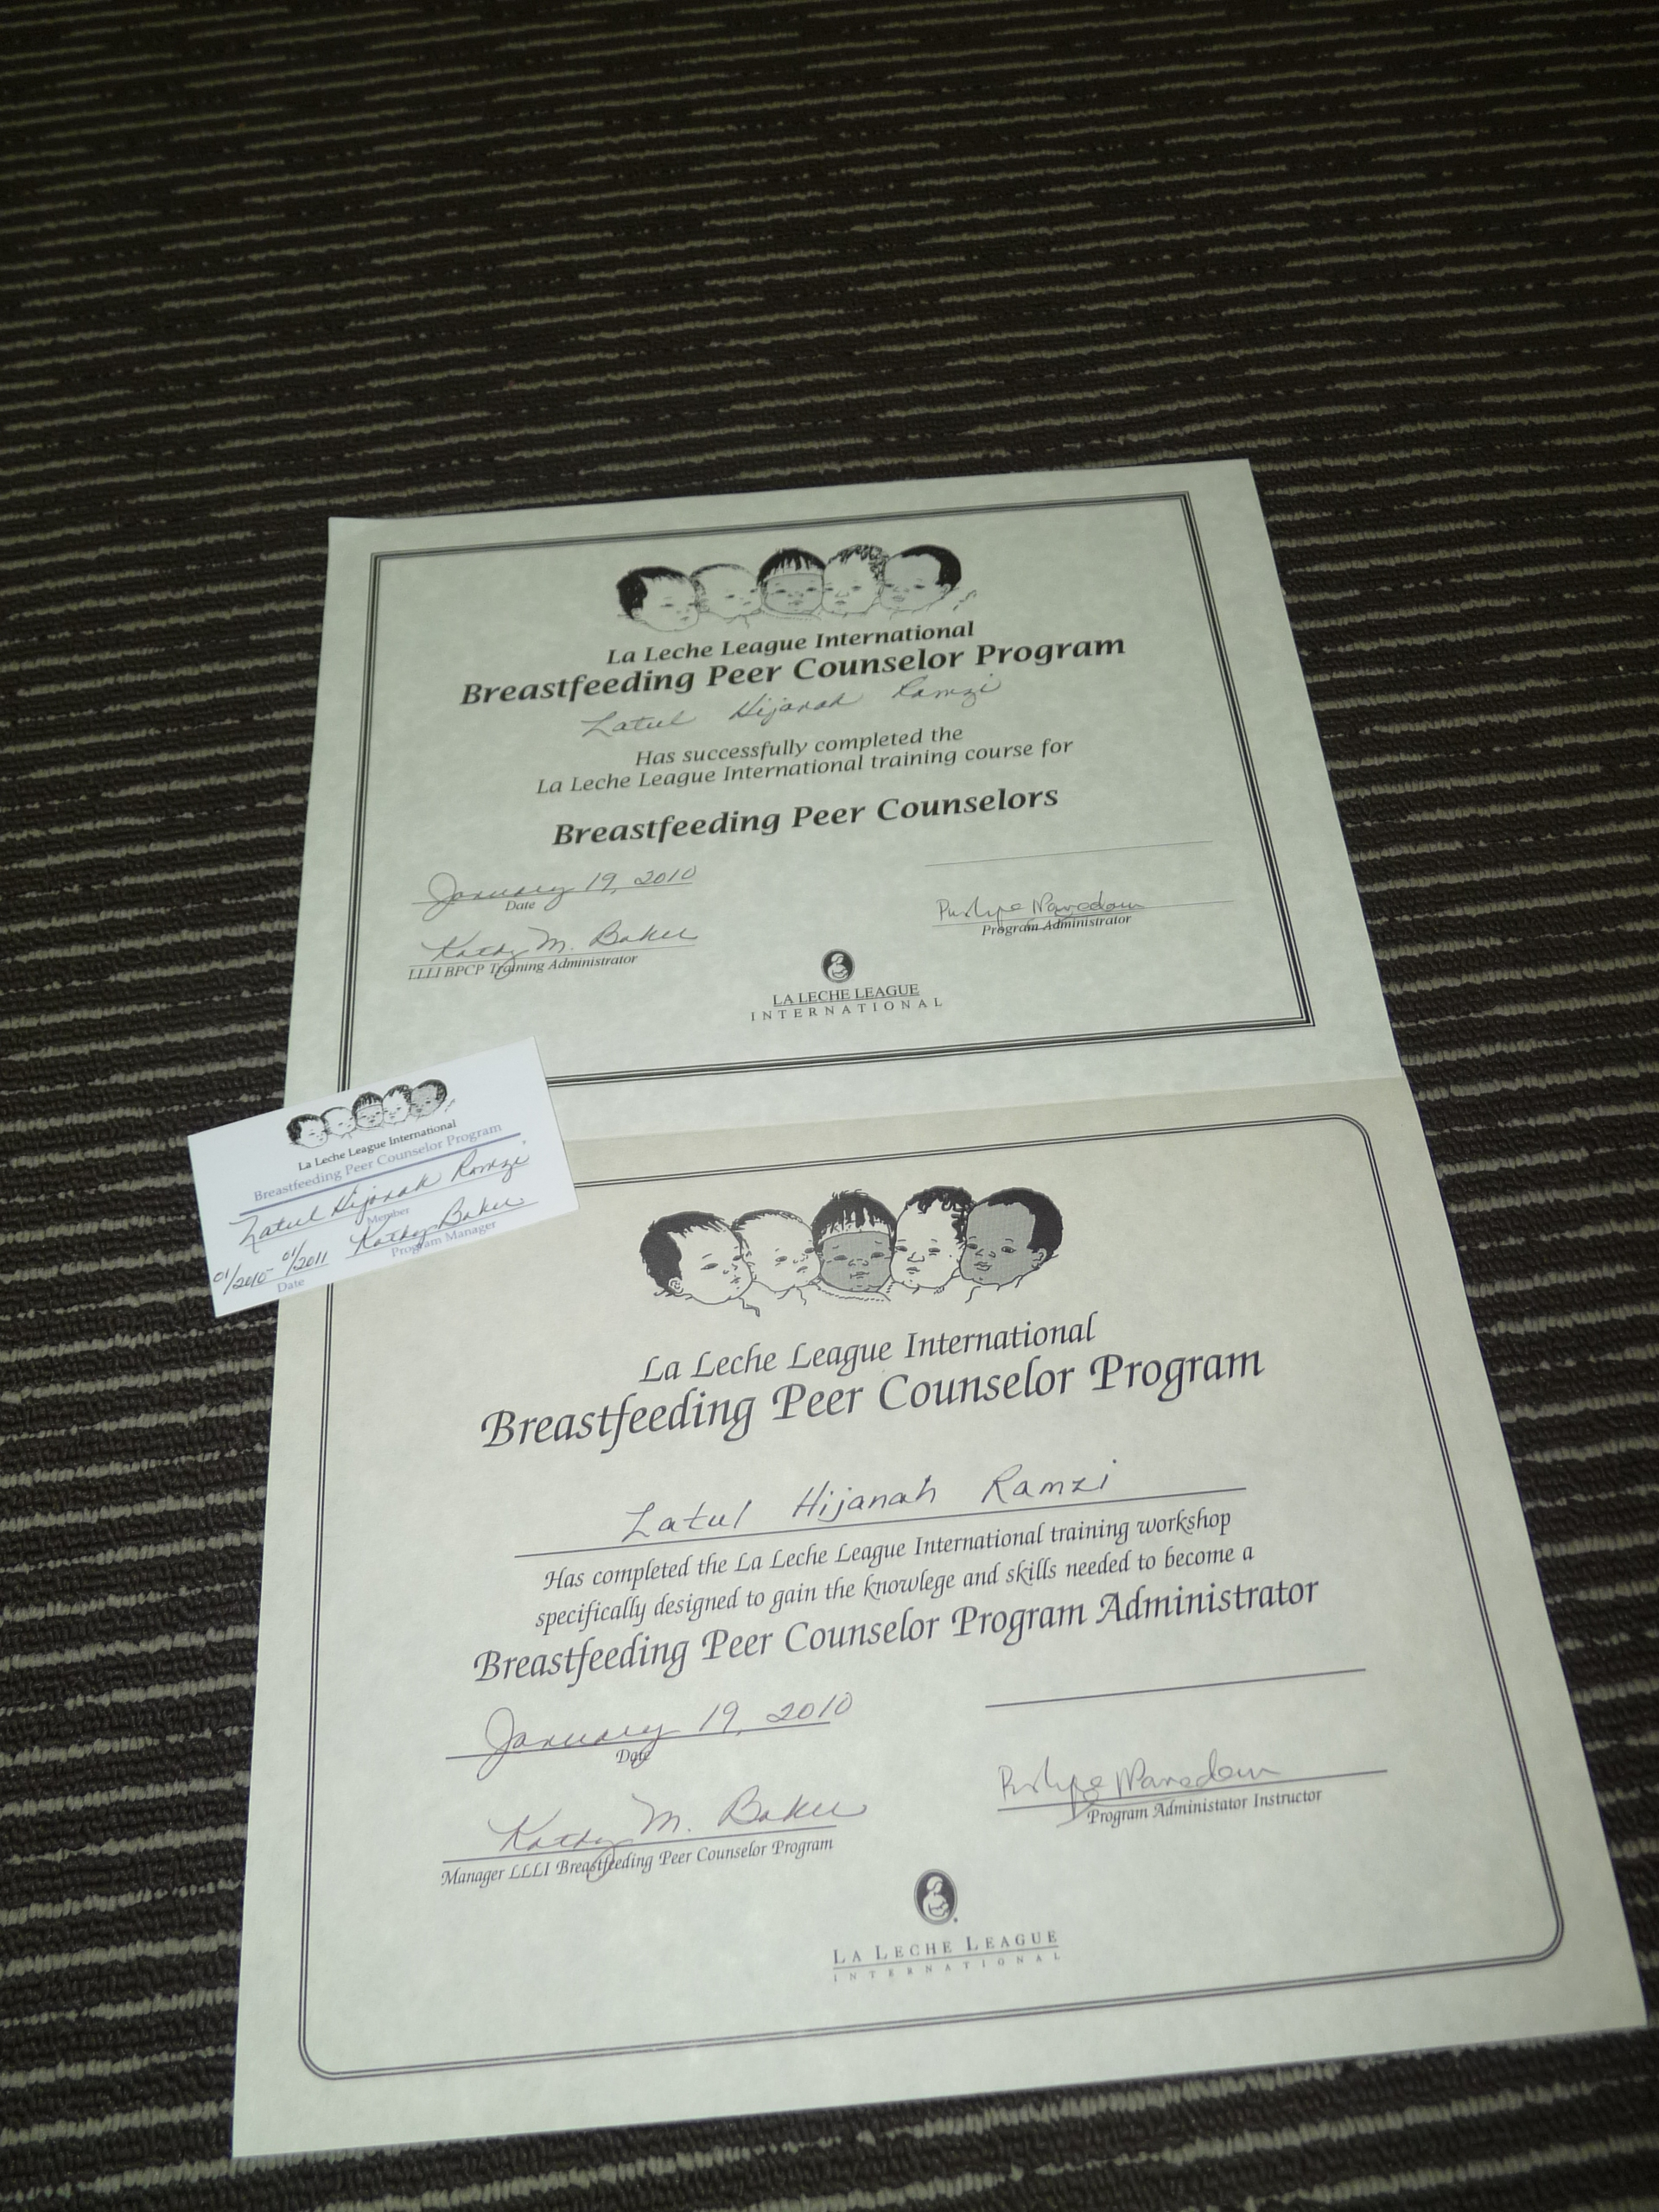 La Leche League International
Breastfeeding Peer Counselor Program
Zatul Hijanah Ramzi
Has successfully completed the
La Leche League International training course for
Breastfeeding Peer Counselors
January 19, 2010
Date
Kathy M. Baker
LLLI BPCP Training Administrator
Program Administrator
LA LECHE LEAGUE
INTERNATIONAL
La Leche League International
Breastfeeding Peer Counselor Program
Zatul Hijanah Ramzi
Member
01/2010- 01/2011 Kathy Baker
Date Program Manager
La Leche League International
Breastfeeding Peer Counselor Program
Zatul Hijanah Ramzi
Has completed the La Leche League International training workshop
specifically designed to gain the knowlege and skills needed to become a
Breastfeeding Peer Counselor Program Administrator
January 19, 2010
Date
Kathy M. Baker
Manager LLLI Breastfeeding Peer Counselor Program
Program Administator Instructor
LA LECHE LEAGUE
INTERNATIONAL